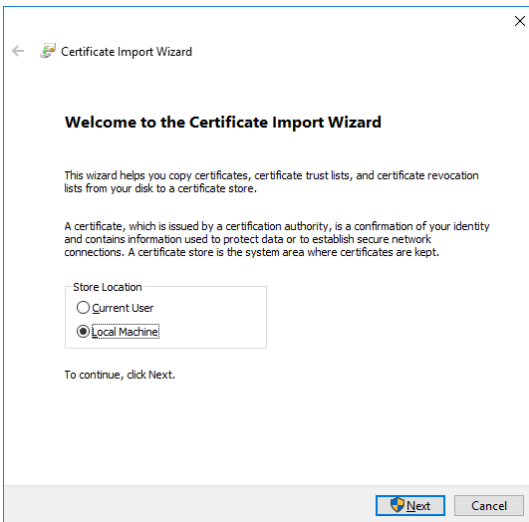 Certificate Import Wizard
Welcome to the Certificate Import Wizard
This wizard helps you copy certificates, certificate trust lists, and certificate revocation
lists from your disk to a certificate store.
A certificate, which is issued by a certification authority, is a confirmation of your identity
and contains information used to protect data or to establish secure network
connections. A certificate store is the system area where certificates are kept.
Store Location
Current User
Local Machine
To continue, click Next.
Next Cancel